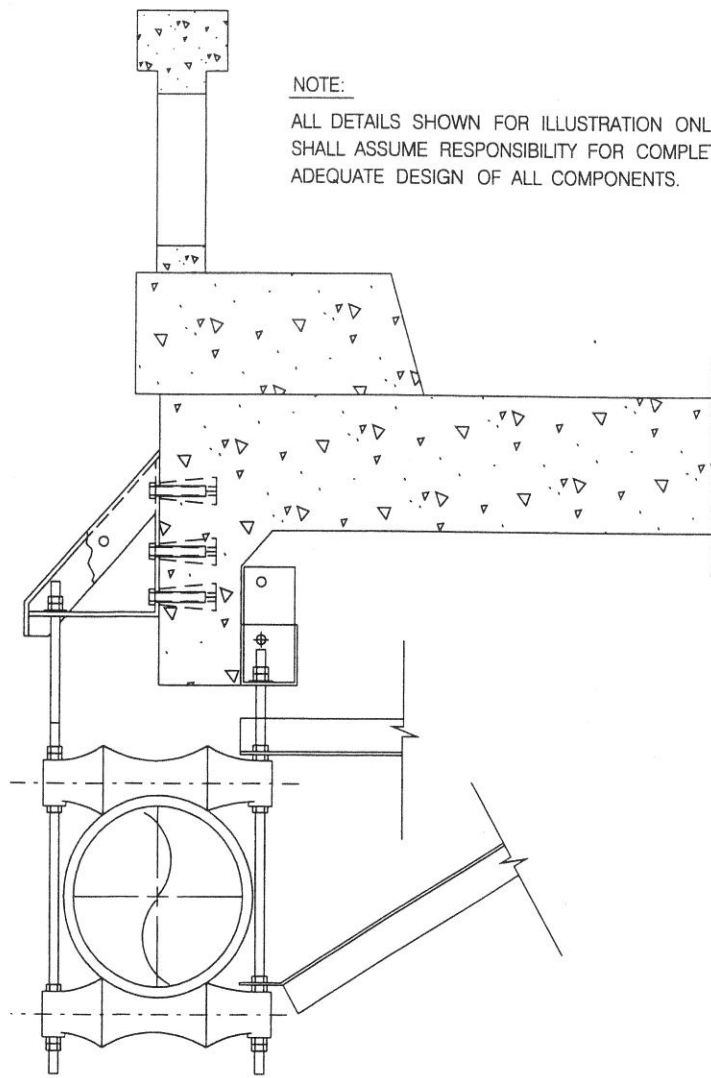 NOTE:
ALL DETAILS SHOWN FOR ILLUSTRATION ONL
SHALL ASSUME RESPONSIBILITY FOR COMPLET
ADEQUATE DESIGN OF ALL COMPONENTS.